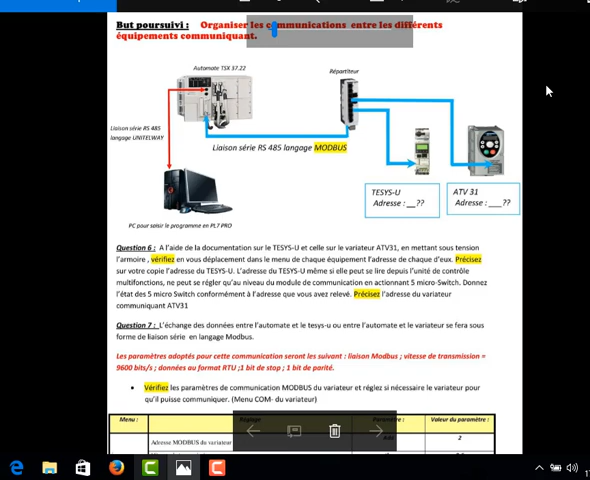 But poursuivi : Organiser les communications entre les différents
équipements communiquant.
Automate TSX 37.22
Répartiteur
Liaison série RS 485
langage UNITELWAY
Liaison série RS 485 langage MODBUS
TESYS-U
Adresse : __??
ATV 31
Adresse : ___??
PC pour saisir le programme en PL7 PRO
Question 6 : A l'aide de la documentation sur le TESYS-U et celle sur le variateur ATV31, en mettant sous tension
l'armoire , vérifiez en vous déplacement dans le menu de chaque équipement l'adresse de chaque d'eux. Précisez
sur votre copie l'adresse du TESYS-U. L'adresse du TESYS-U même si elle peut se lire depuis l'unité de contrôle
multifonctions, ne peut se régler qu'au niveau du module de communication en actionnant 5 micro-Switch. Donnez
l'état des 5 micro Switch conformément à l'adresse que vous avez relevé. Précisez l'adresse du variateur
communiquant ATV31
Question 7 : L'échange des données entre l'automate et le tesys-u ou entre l'automate et le variateur se fera sous
forme de liaison série en langage Modbus.
Les paramètres adoptés pour cette communication seront les suivant : liaison Modbus ; vitesse de transmission =
9600 bits/s ; données au format RTU ;1 bit de stop ; 1 bit de parité.
• Vérifiez les paramètres de communication MODBUS du variateur et réglez si nécessaire le variateur pour
qu'il puisse communiquer. (Menu COM- du variateur)
Menu : Réglage Paramètre : Valeur du paramètre :
Adresse MODBUS du variateur 2